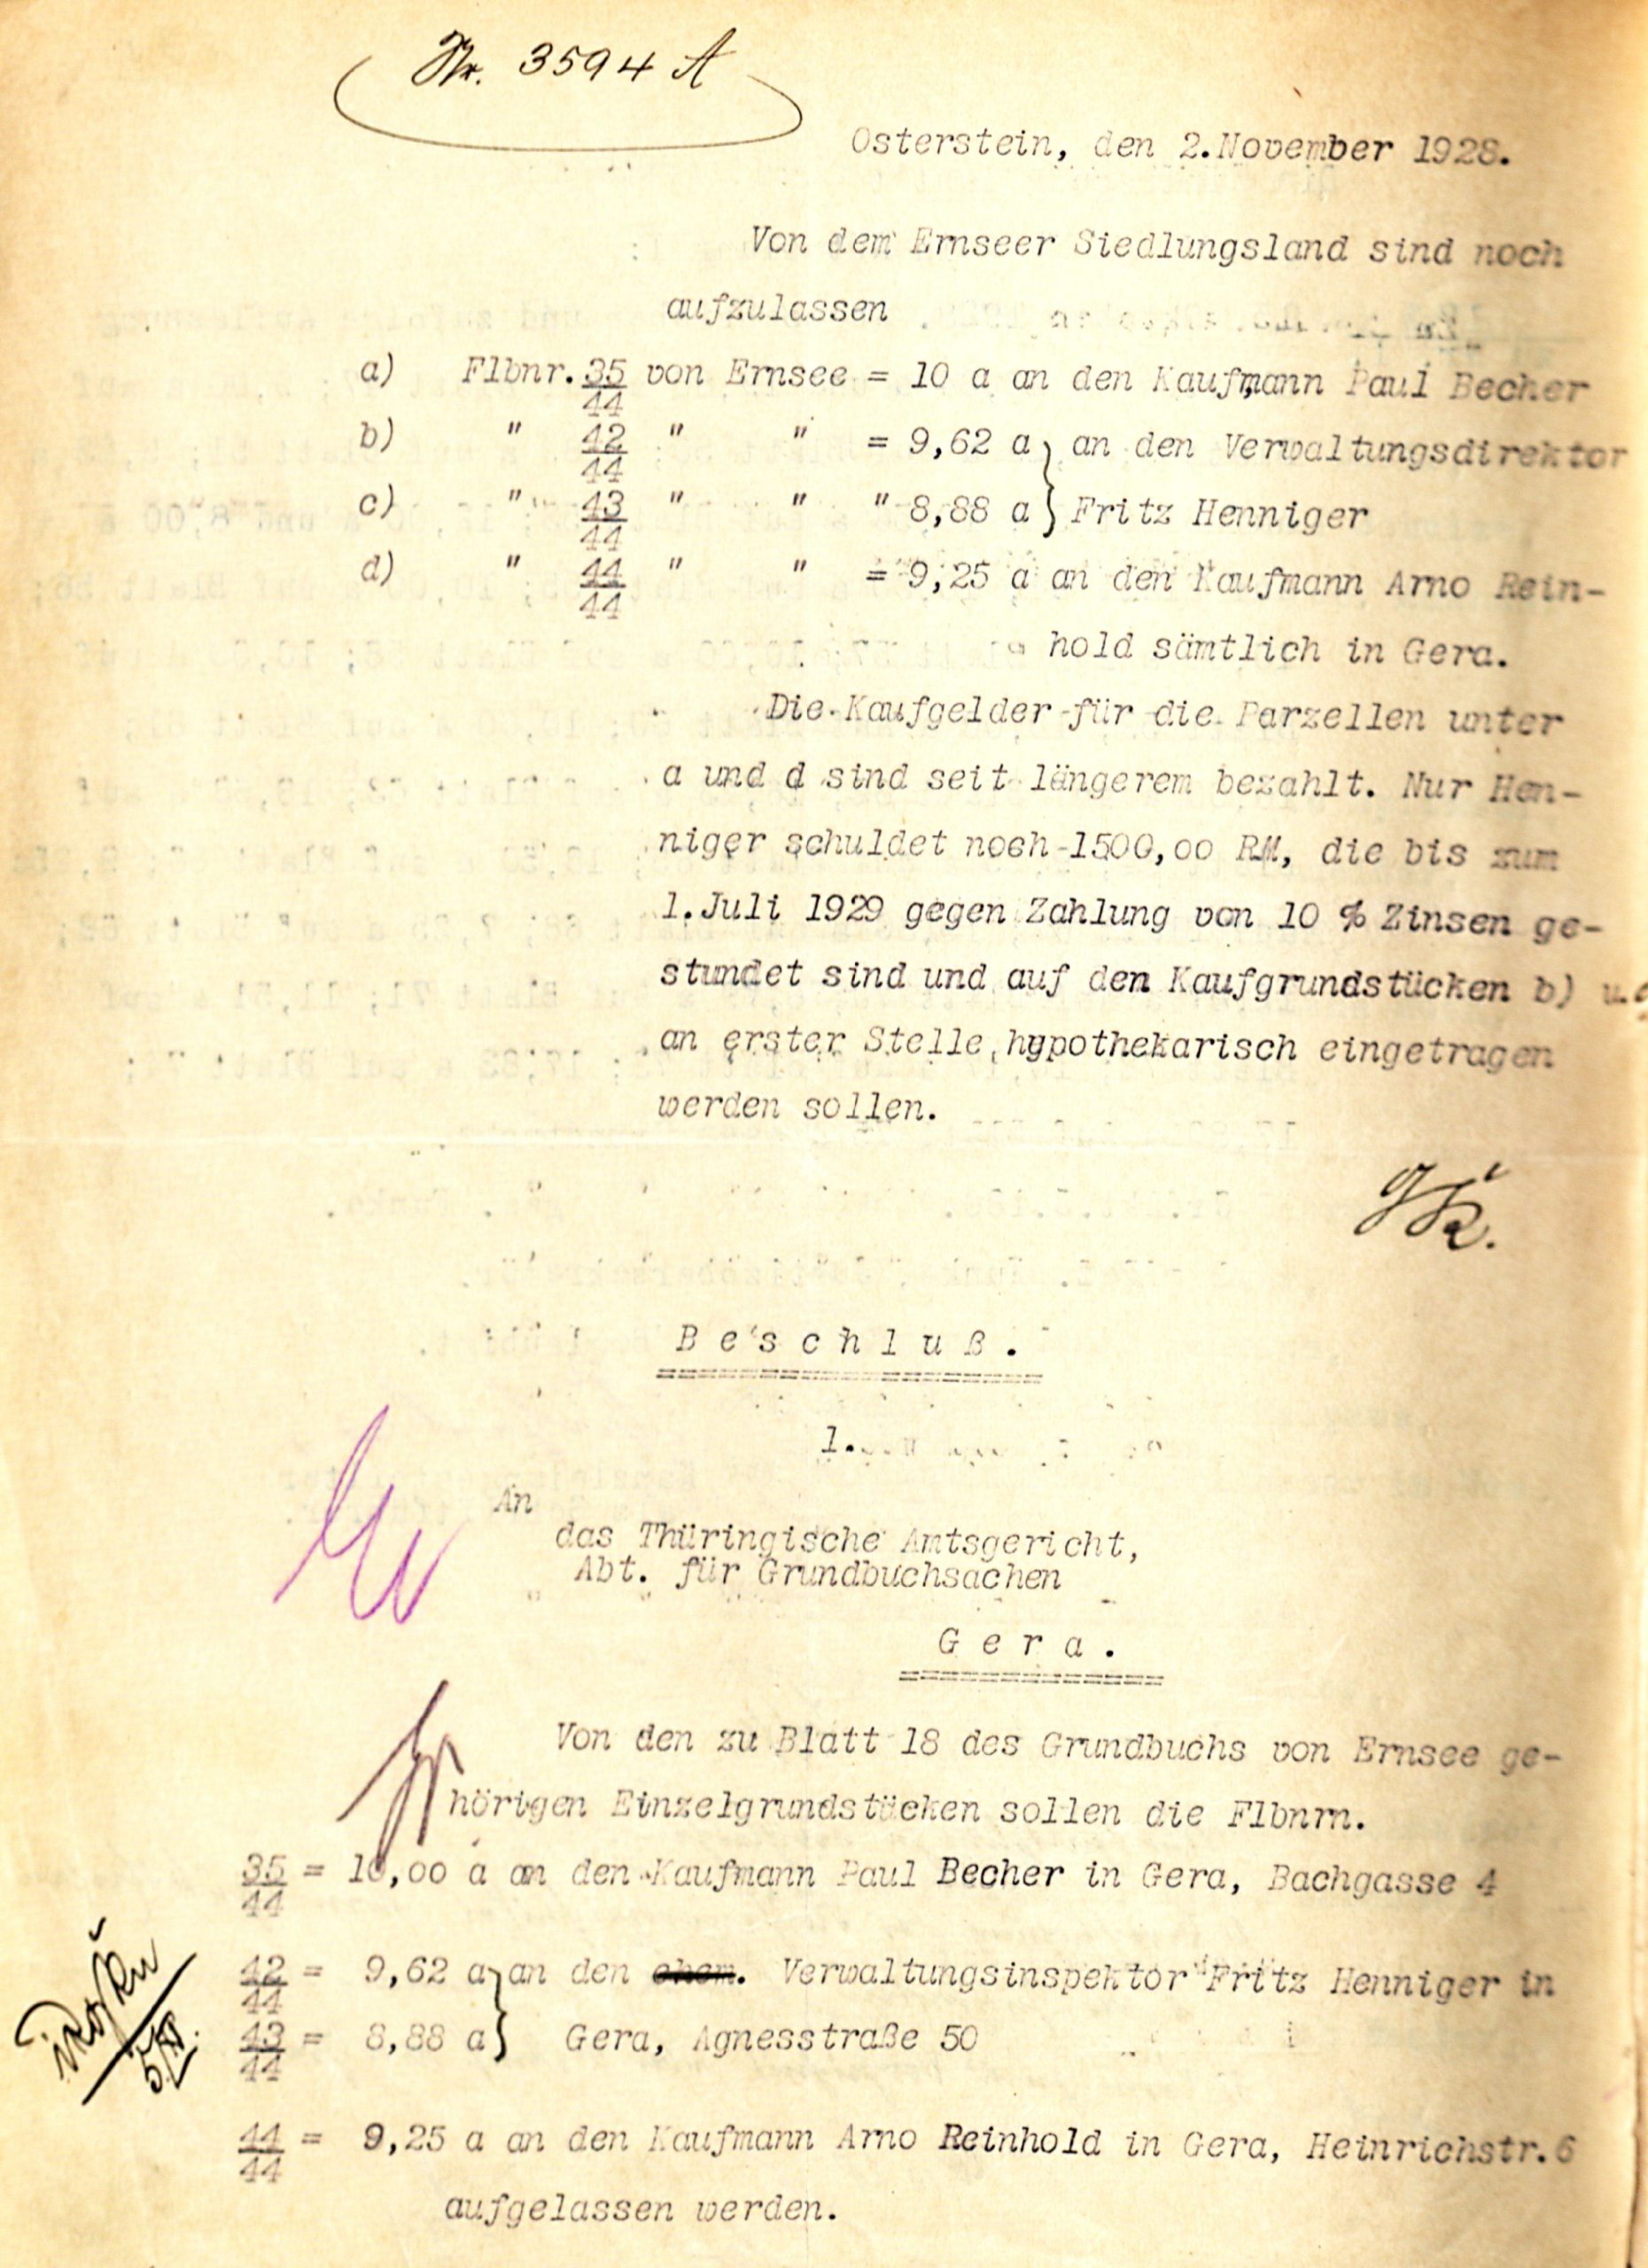 Nr. 3594 A
Osterstein, den 2.November 1928.
Von dem Ernseer Siedlungsland sind noch
aufzulassen
a) Flbnr. 35/44 von Ernsee = 10 a an den Kaufmann Paul Becher
b) " 42/44 " " = 9,62 a } an den Verwaltungsdirektor
c) " 43/44 " " " 8,88 a } Fritz Henniger
d) " 44/44 " " = 9,25 a an den Kaufmann Arno Rein-
hold sämtlich in Gera.
Die Kaufgelder für die Parzellen unter
a und d sind seit längerem bezahlt. Nur Hen-
niger schuldet noch 1500,00 RM, die bis zum
1.Juli 1929 gegen Zahlung von 10 % Zinsen ge-
stundet sind und auf den Kaufgrundstücken b) u.
an erster Stelle hypothekarisch eingetragen
werden sollen.
Beschluß.
1.
An
das Thüringische Amtsgericht,
Abt. für Grundbuchsachen
Gera.
Von den zu Blatt 18 des Grundbuchs von Ernsee ge-
hörigen Einzelgrundstücken sollen die Flbnrn.
35/44 = 10,00 a an den Kaufmann Paul Becher in Gera, Bachgasse 4
42/44 = 9,62 a } an den ehem. Verwaltungsinspektor Fritz Henniger in
43/44 = 8,88 a } Gera, Agnesstraße 50
44/44 = 9,25 a an den Kaufmann Arno Reinhold in Gera, Heinrichstr.6
aufgelassen werden.